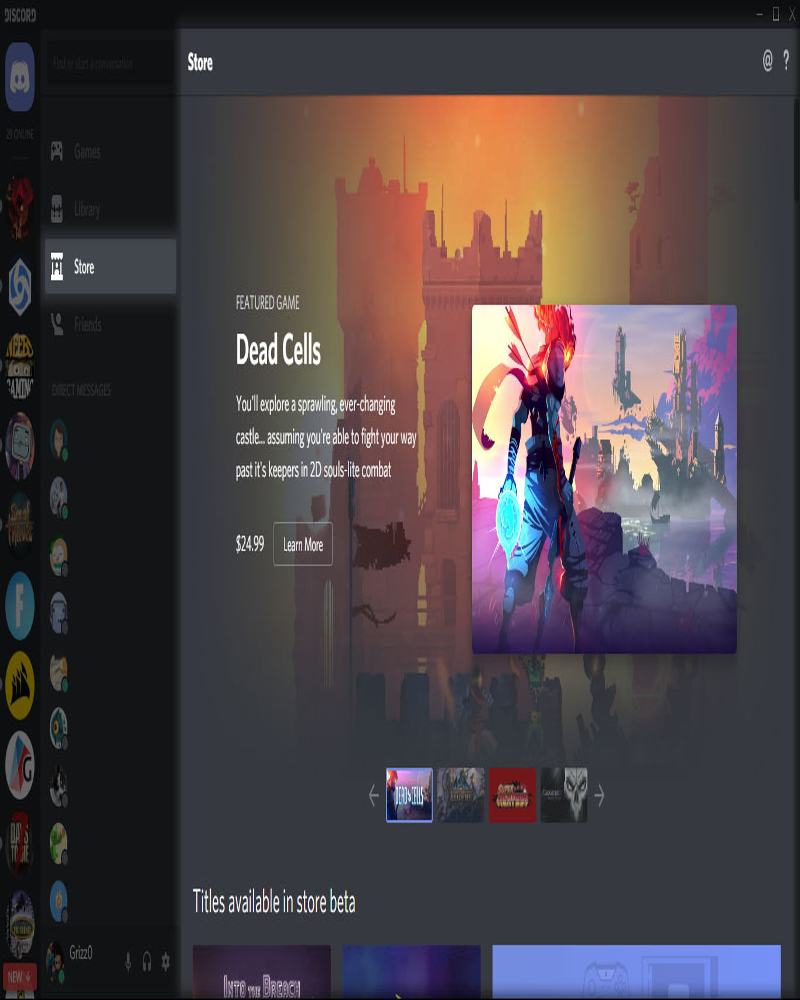 DISCORD
Find or start a conversation
Store
@ ?
29 ONLINE
Games
Library
Store
Friends
DIRECT MESSAGES
FEATURED GAME
Dead Cells
You'll explore a sprawling, ever-changing
castle... assuming you're able to fight your way
past it's keepers in 2D souls-lite combat
$24.99
Learn More
DEAD CELLS
Titles available in store beta
INTO THE BREACH
Grizz0
NEW